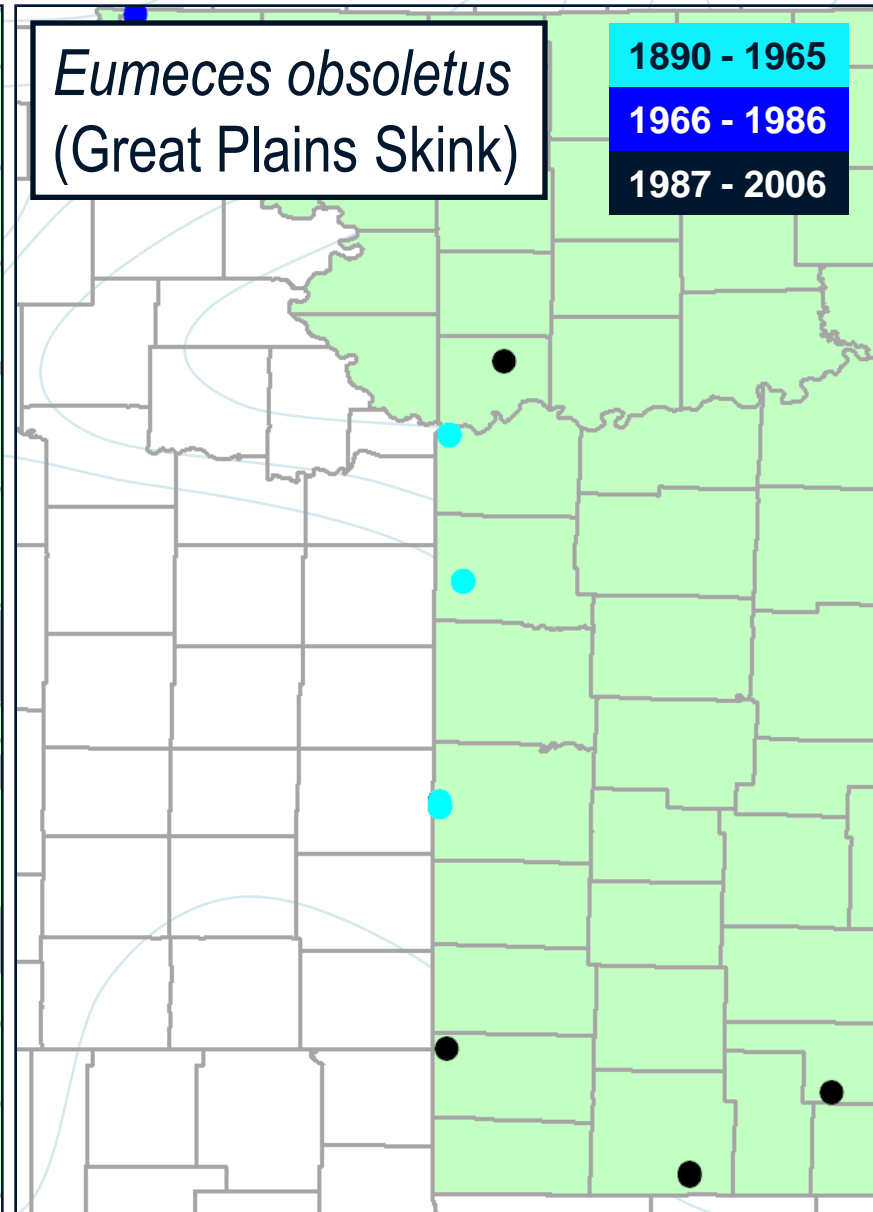 Eumeces obsoletus
(Great Plains Skink)
1890 - 1965
1966 - 1986
1987 - 2006